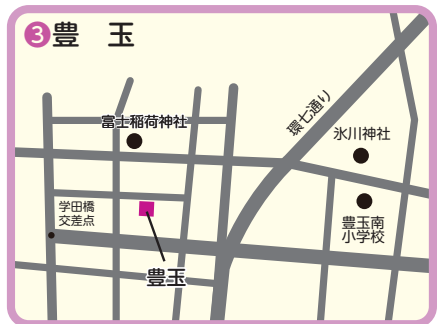 ❸豊　玉
富士稲荷神社
環七通り
氷川神社
学田橋
交差点
豊玉南
小学校
豊玉